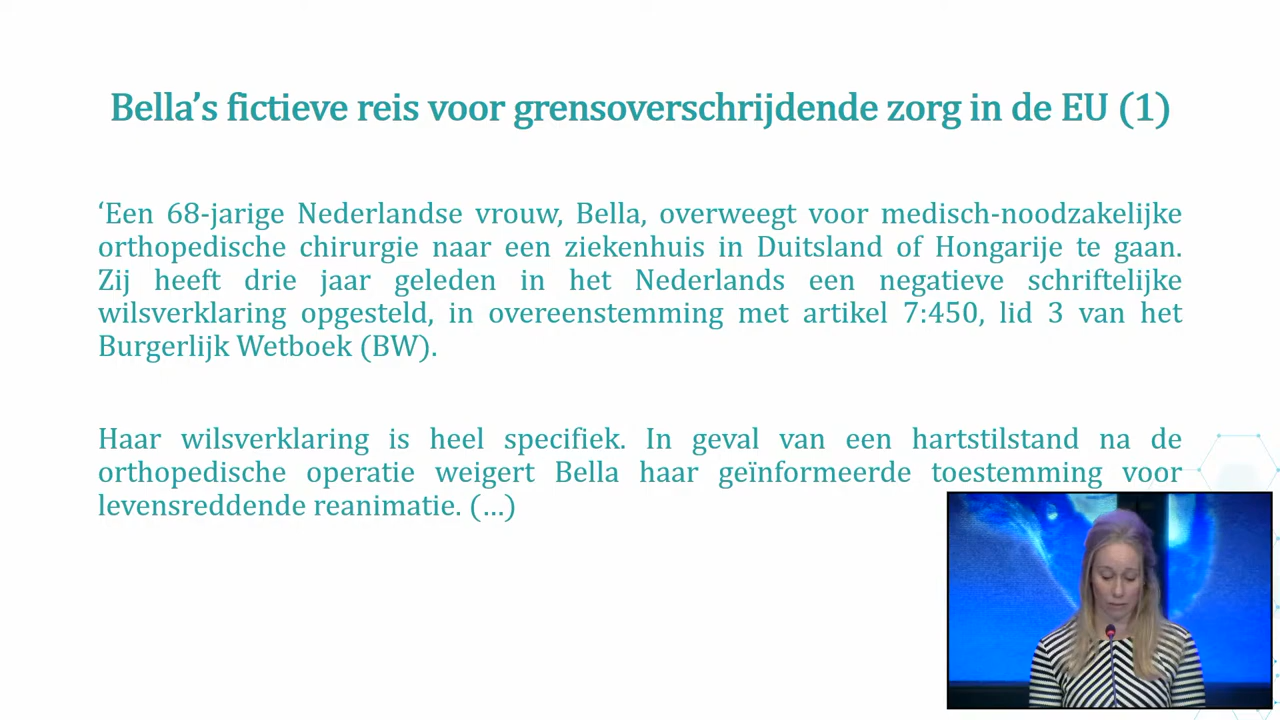 Bella’s fictieve reis voor grensoverschrijdende zorg in de EU (1)
‘Een 68-jarige Nederlandse vrouw, Bella, overweegt voor medisch-noodzakelijke
orthopedische chirurgie naar een ziekenhuis in Duitsland of Hongarije te gaan.
Zij heeft drie jaar geleden in het Nederlands een negatieve schriftelijke
wilsverklaring opgesteld, in overeenstemming met artikel 7:450, lid 3 van het
Burgerlijk Wetboek (BW).
Haar wilsverklaring is heel specifiek. In geval van een hartstilstand na de
orthopedische operatie weigert Bella haar geïnformeerde toestemming voor
levensreddende reanimatie. (…)